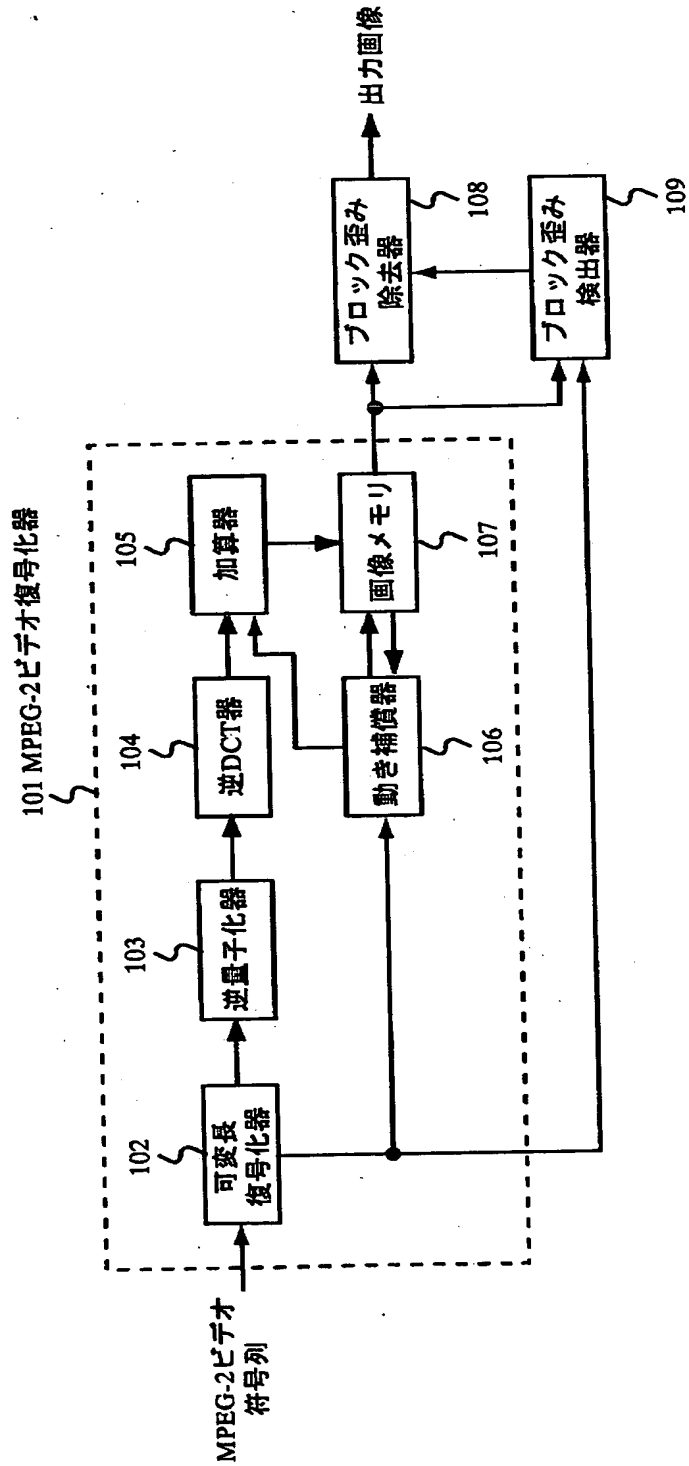 101 MPEG-2ビデオ復号化器
MPEG-2ビデオ
符号列
102
可変長
復号化器
103
逆量子化器
104
逆DCT器
105
加算器
動き補償器
106
画像メモリ
107
ブロック歪み
除去器
108
出力画像
ブロック歪み
検出器
109